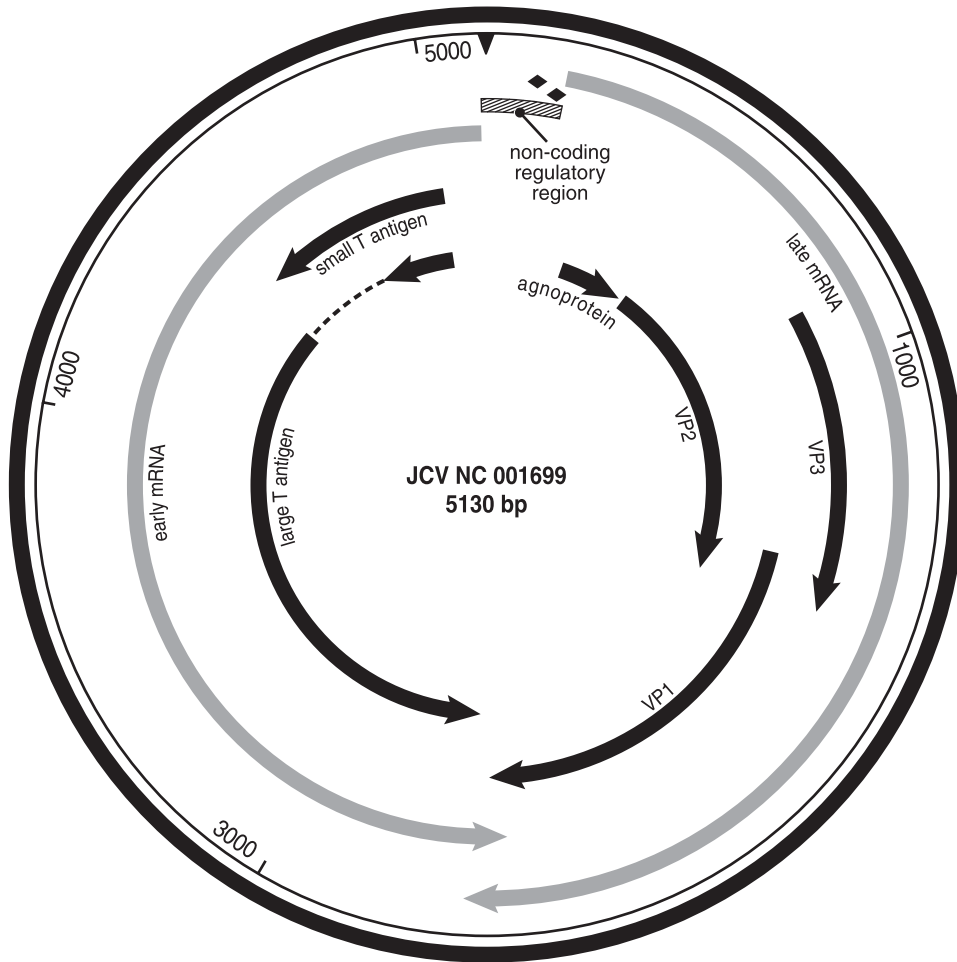 5000
non-coding
regulatory
region
small T antigen
agnoprotein
late mRNA
1000
4000
VP2
VP3
early mRNA
large T antigen
JCV NC 001699
5130 bp
VP1
3000